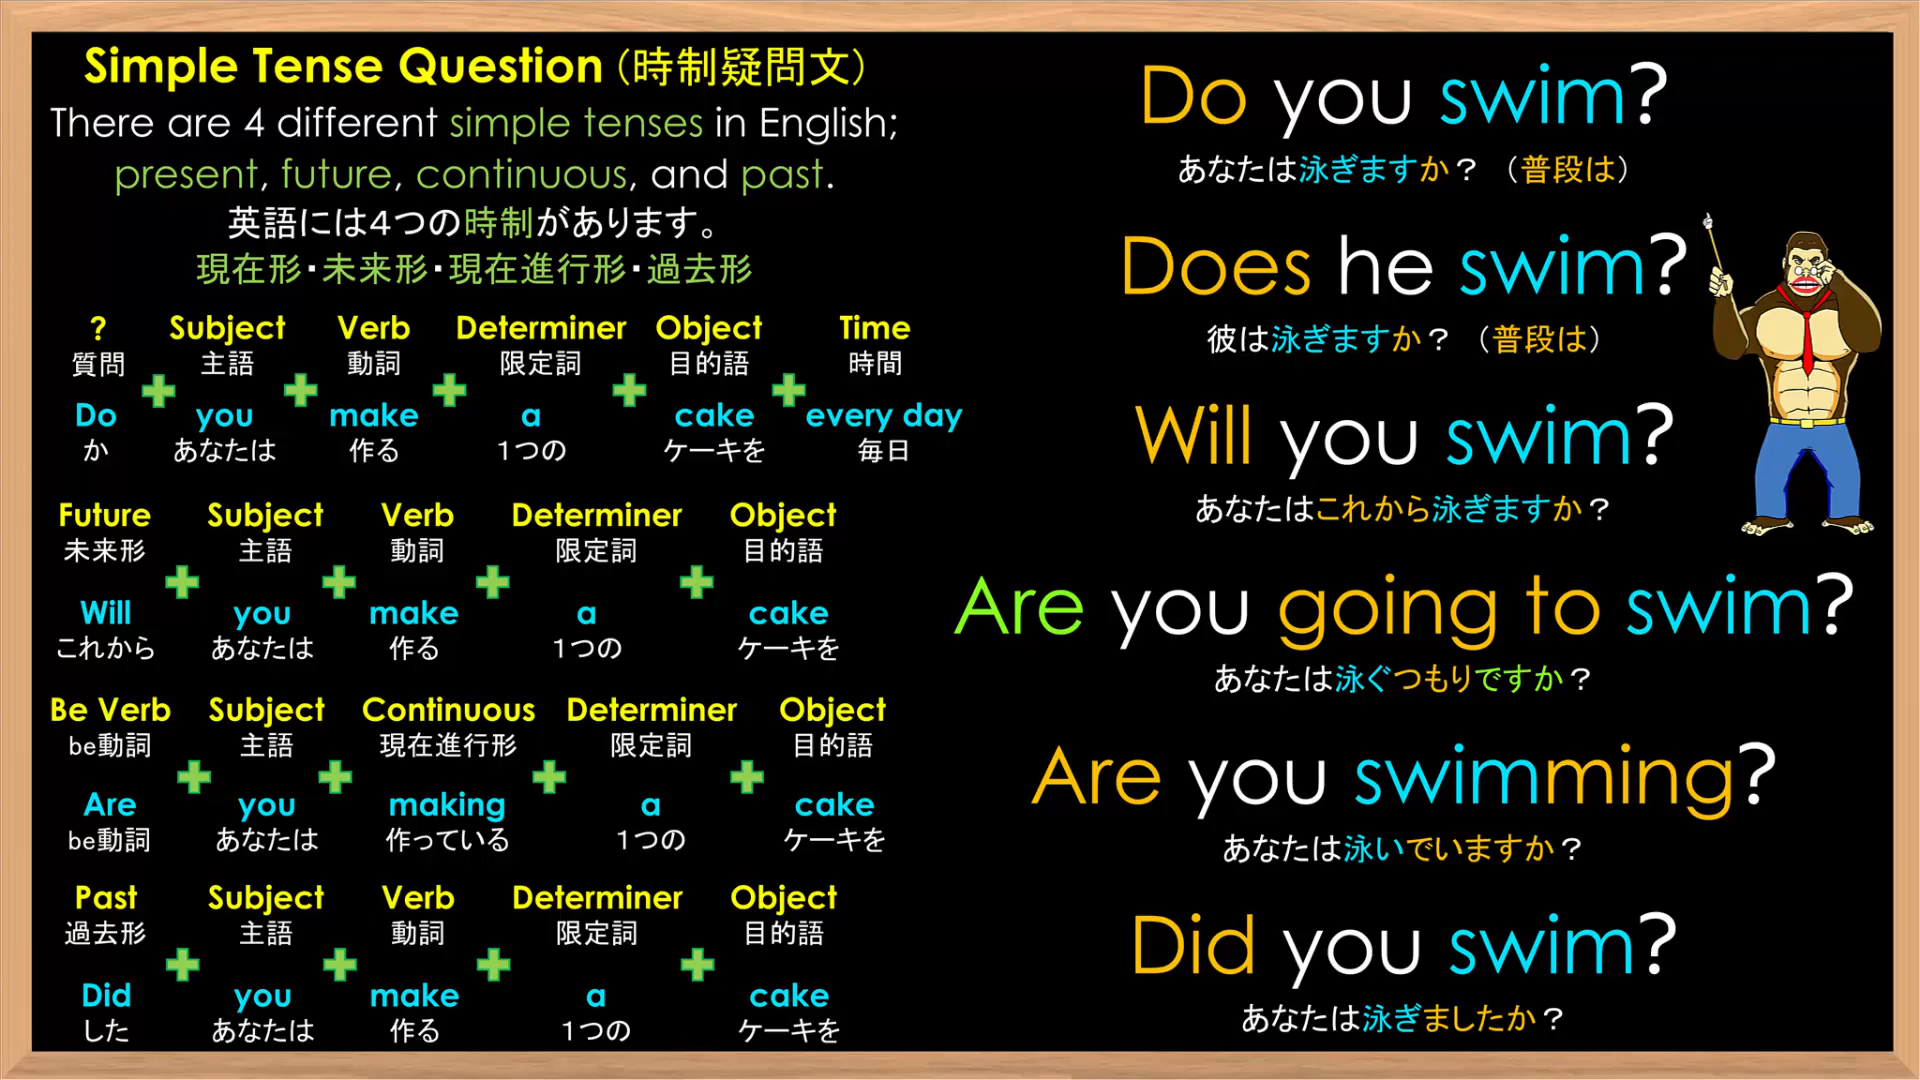 Simple Tense Question (時制疑問文)
There are 4 different simple tenses in English;
present, future, continuous, and past.
英語には４つの時制があります。
現在形・未来形・現在進行形・過去形
? Subject Verb Determiner Object Time
質問 主語 動詞 限定詞 目的語 時間
Do you make a cake every day
か あなたは 作る １つの ケーキを 毎日
Future Subject Verb Determiner Object
未来形 主語 動詞 限定詞 目的語
Will you make a cake
これから あなたは 作る １つの ケーキを
Be Verb Subject Continuous Determiner Object
be動詞 主語 現在進行形 限定詞 目的語
Are you making a cake
be動詞 あなたは 作っている １つの ケーキを
Past Subject Verb Determiner Object
過去形 主語 動詞 限定詞 目的語
Did you make a cake
した あなたは 作る １つの ケーキを
Do you swim?
あなたは泳ぎますか？（普段は）
Does he swim?
彼は泳ぎますか？（普段は）
Will you swim?
あなたはこれから泳ぎますか？
Are you going to swim?
あなたは泳ぐつもりですか？
Are you swimming?
あなたは泳いでいますか？
Did you swim?
あなたは泳ぎましたか？